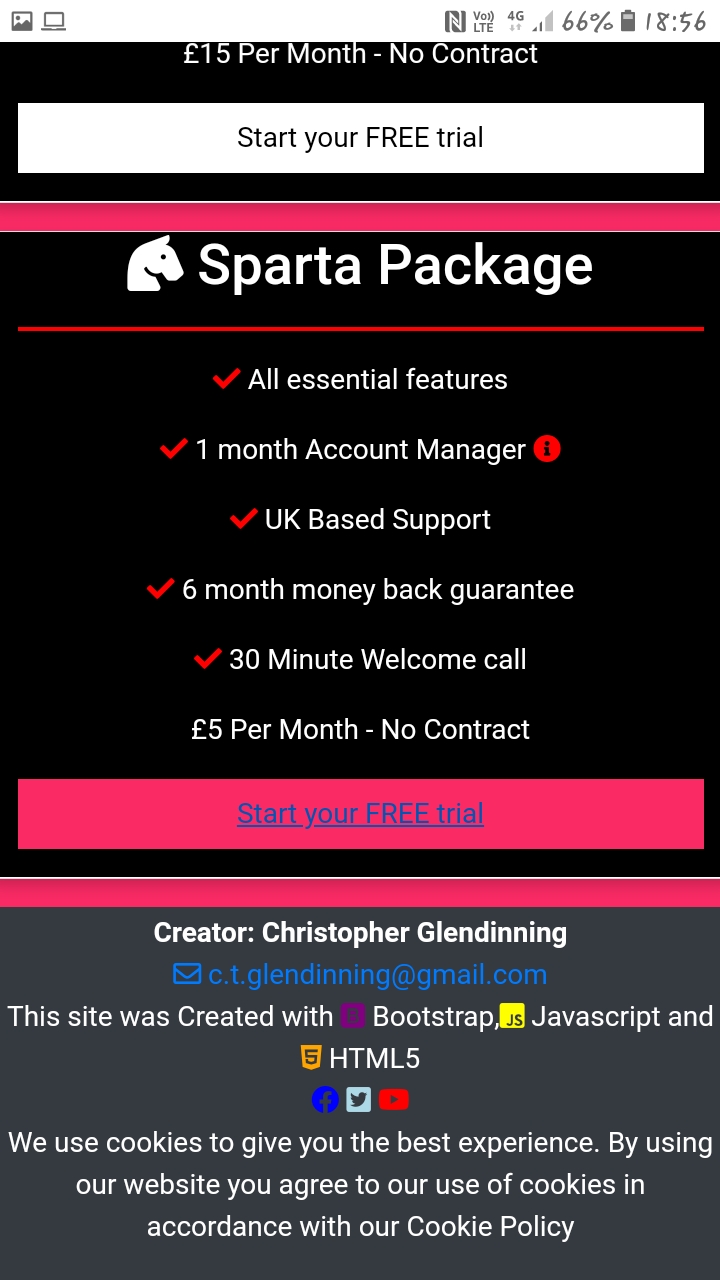 Vo)) LTE 4G 66% 18:56
£15 Per Month - No Contract
Start your FREE trial
Sparta Package
All essential features
1 month Account Manager
UK Based Support
6 month money back guarantee
30 Minute Welcome call
£5 Per Month - No Contract
Start your FREE trial
Creator: Christopher Glendinning
c.t.glendinning@gmail.com
This site was Created with B Bootstrap, JS Javascript and
5 HTML5
We use cookies to give you the best experience. By using
our website you agree to our use of cookies in
accordance with our Cookie Policy